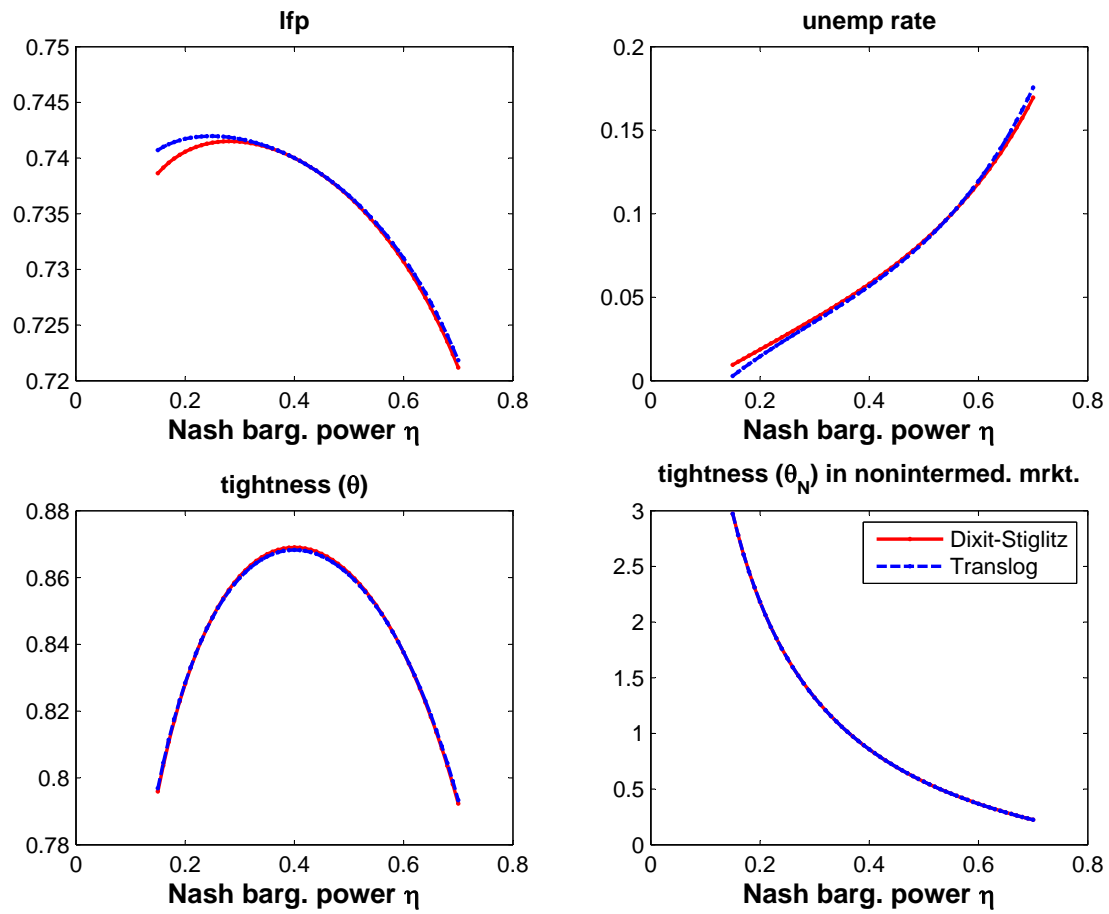 lfp
0.75
0.745
0.74
0.735
0.73
0.725
0.72
0 0.2 0.4 0.6 0.8
Nash barg. power η
unemp rate
0.2
0.15
0.1
0.05
0
0 0.2 0.4 0.6 0.8
Nash barg. power η
tightness (θ)
0.88
0.86
0.84
0.82
0.8
0.78
0 0.2 0.4 0.6 0.8
Nash barg. power η
tightness (θ_N) in nonintermed. mrkt.
3
2.5
2
1.5
1
0.5
0
0 0.2 0.4 0.6 0.8
Nash barg. power η
Dixit-Stiglitz
Translog